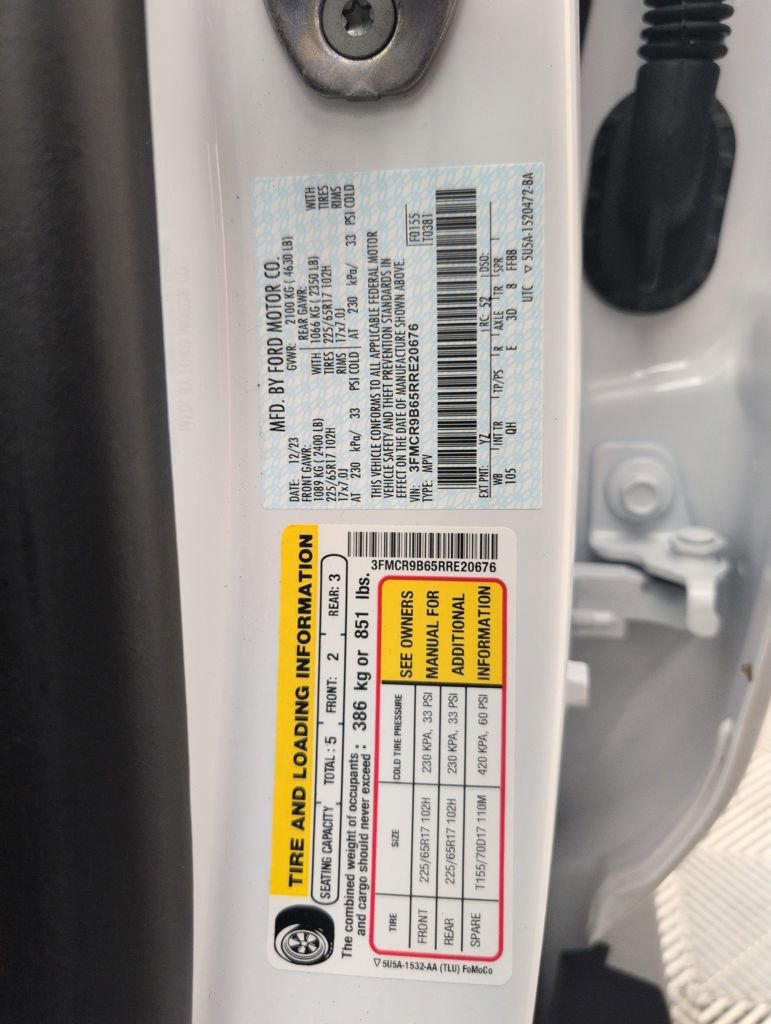 MFD. BY FORD MOTOR CO.
DATE: 12/23 GVWR: 2100 KG ( 4630 LB)
FRONT GAWR: REAR GAWR:
1089 KG ( 2400 LB) WITH 1066 KG ( 2350 LB) WITH
225/65R17 102H TIRES 225/65R17 102H TIRES
17x7.0J RIMS 17x7.0J RIMS
AT 230 kPa/ 33 PSI COLD AT 230 kPa/ 33 PSI COLD
THIS VEHICLE CONFORMS TO ALL APPLICABLE FEDERAL MOTOR
VEHICLE SAFETY AND THEFT PREVENTION STANDARDS IN
EFFECT ON THE DATE OF MANUFACTURE SHOWN ABOVE.
VIN: 3FMCR9B65RRE20676 F0155
TYPE: MPV T0381
EXT PNT: YZ RC: 52 DSO:
WB INT TR TP/PS R AXLE TR SPR
105 QH E 3D 8 FFBB
UTC ▽ 5U5A-1520472-BA
TIRE AND LOADING INFORMATION
SEATING CAPACITY TOTAL : 5 FRONT: 2 REAR: 3
The combined weight of occupants
and cargo should never exceed : 386 kg or 851 lbs.
3FMCR9B65RRE20676
TIRE SIZE COLD TIRE PRESSURE
FRONT 225/65R17 102H 230 KPA, 33 PSI
REAR 225/65R17 102H 230 KPA, 33 PSI
SPARE T155/70D17 110M 420 KPA, 60 PSI
SEE OWNERS
MANUAL FOR
ADDITIONAL
INFORMATION
▽ 5U5A-1532-AA (TLU) FoMoCo